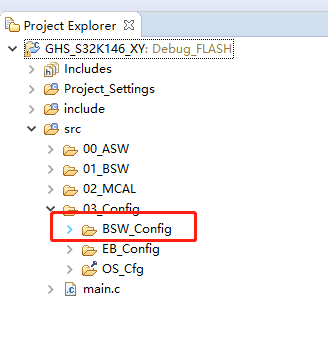 Project Explorer
GHS_S32K146_XY: Debug_FLASH
Includes
Project_Settings
include
src
00_ASW
01_BSW
02_MCAL
03_Config
BSW_Config
EB_Config
OS_Cfg
main.c